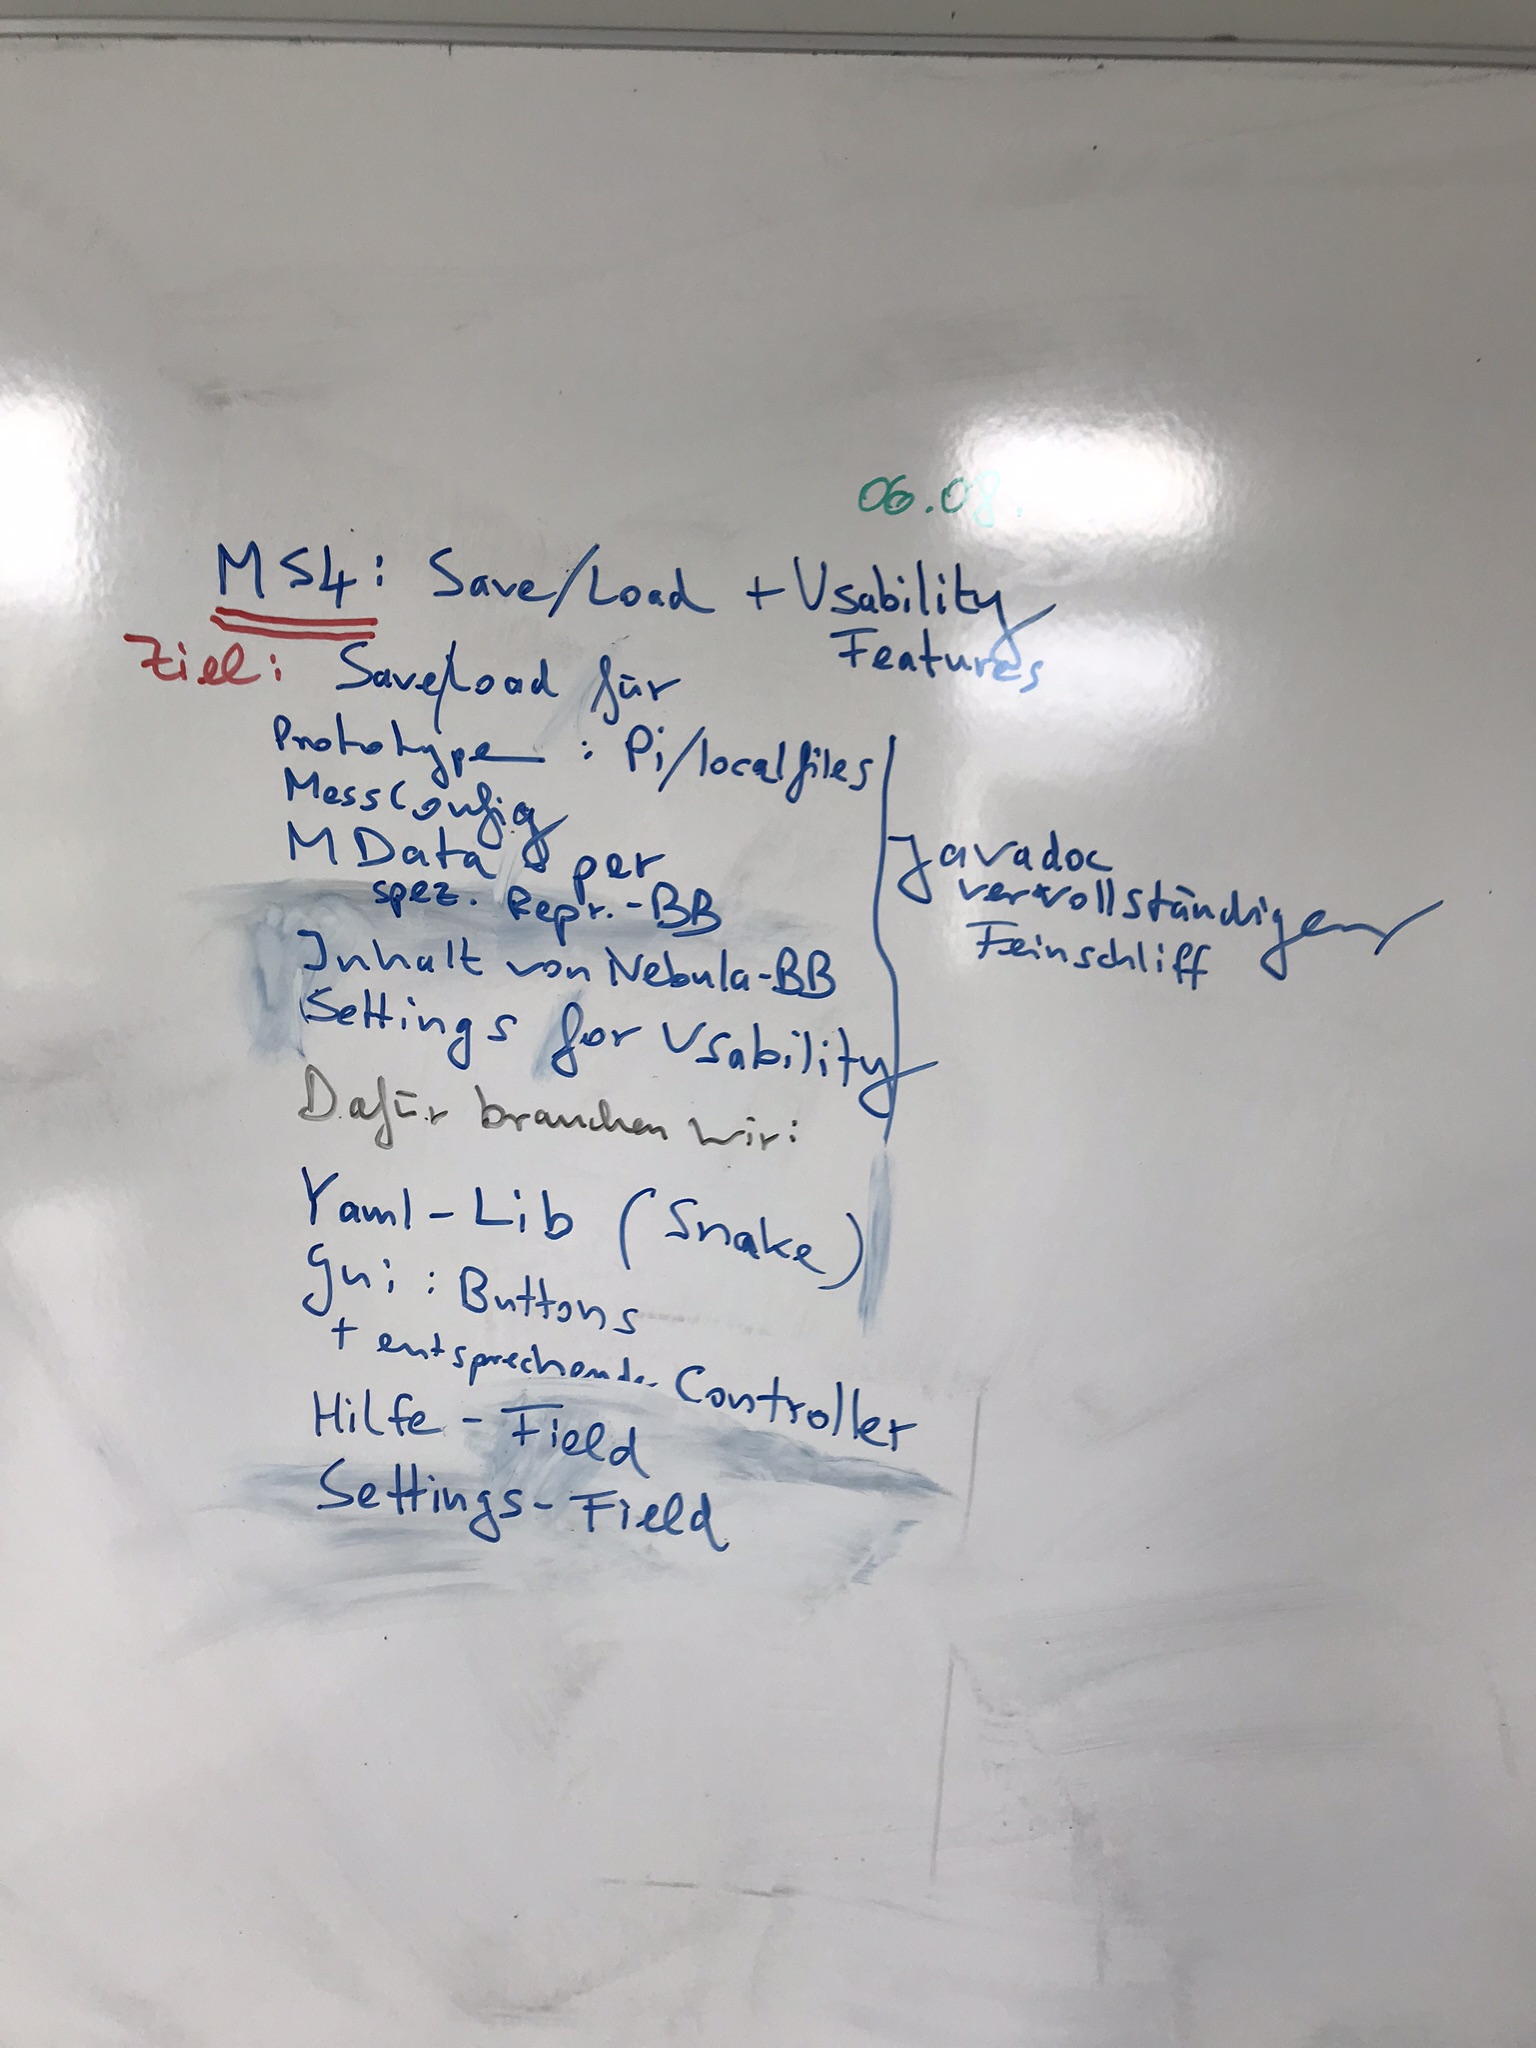 06.08.
MS4: Save/Load + Usability
Features
Ziel: Save/Load für
Prototype : Pi/localfiles
MessConfig
MData per
spez. Repr.-BB
Inhalt von Nebula-BB
Settings for Usability
Javadoc
vervollständigen
Feinschliff
Dafür brauchen wir:
Yaml-Lib (Snake)
Gui : Buttons
+ entsprechende Controller
Hilfe-Field
Settings-Field